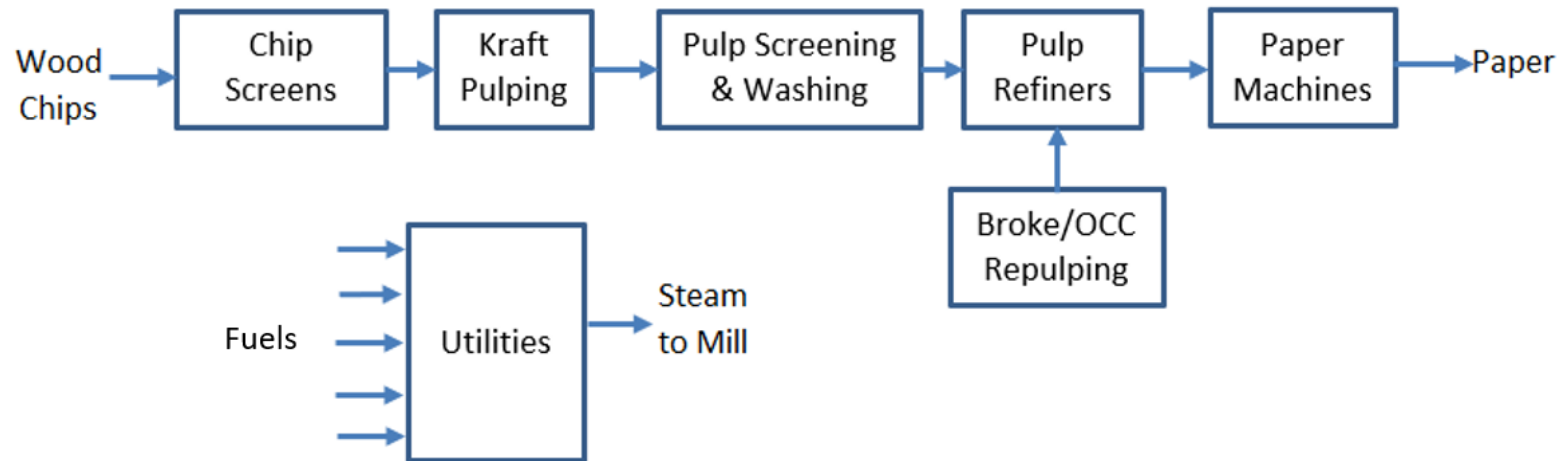 Wood
Chips
Chip
Screens
Kraft
Pulping
Pulp Screening
& Washing
Pulp
Refiners
Paper
Machines
Paper
Broke/OCC
Repulping
Fuels
Utilities
Steam
to Mill